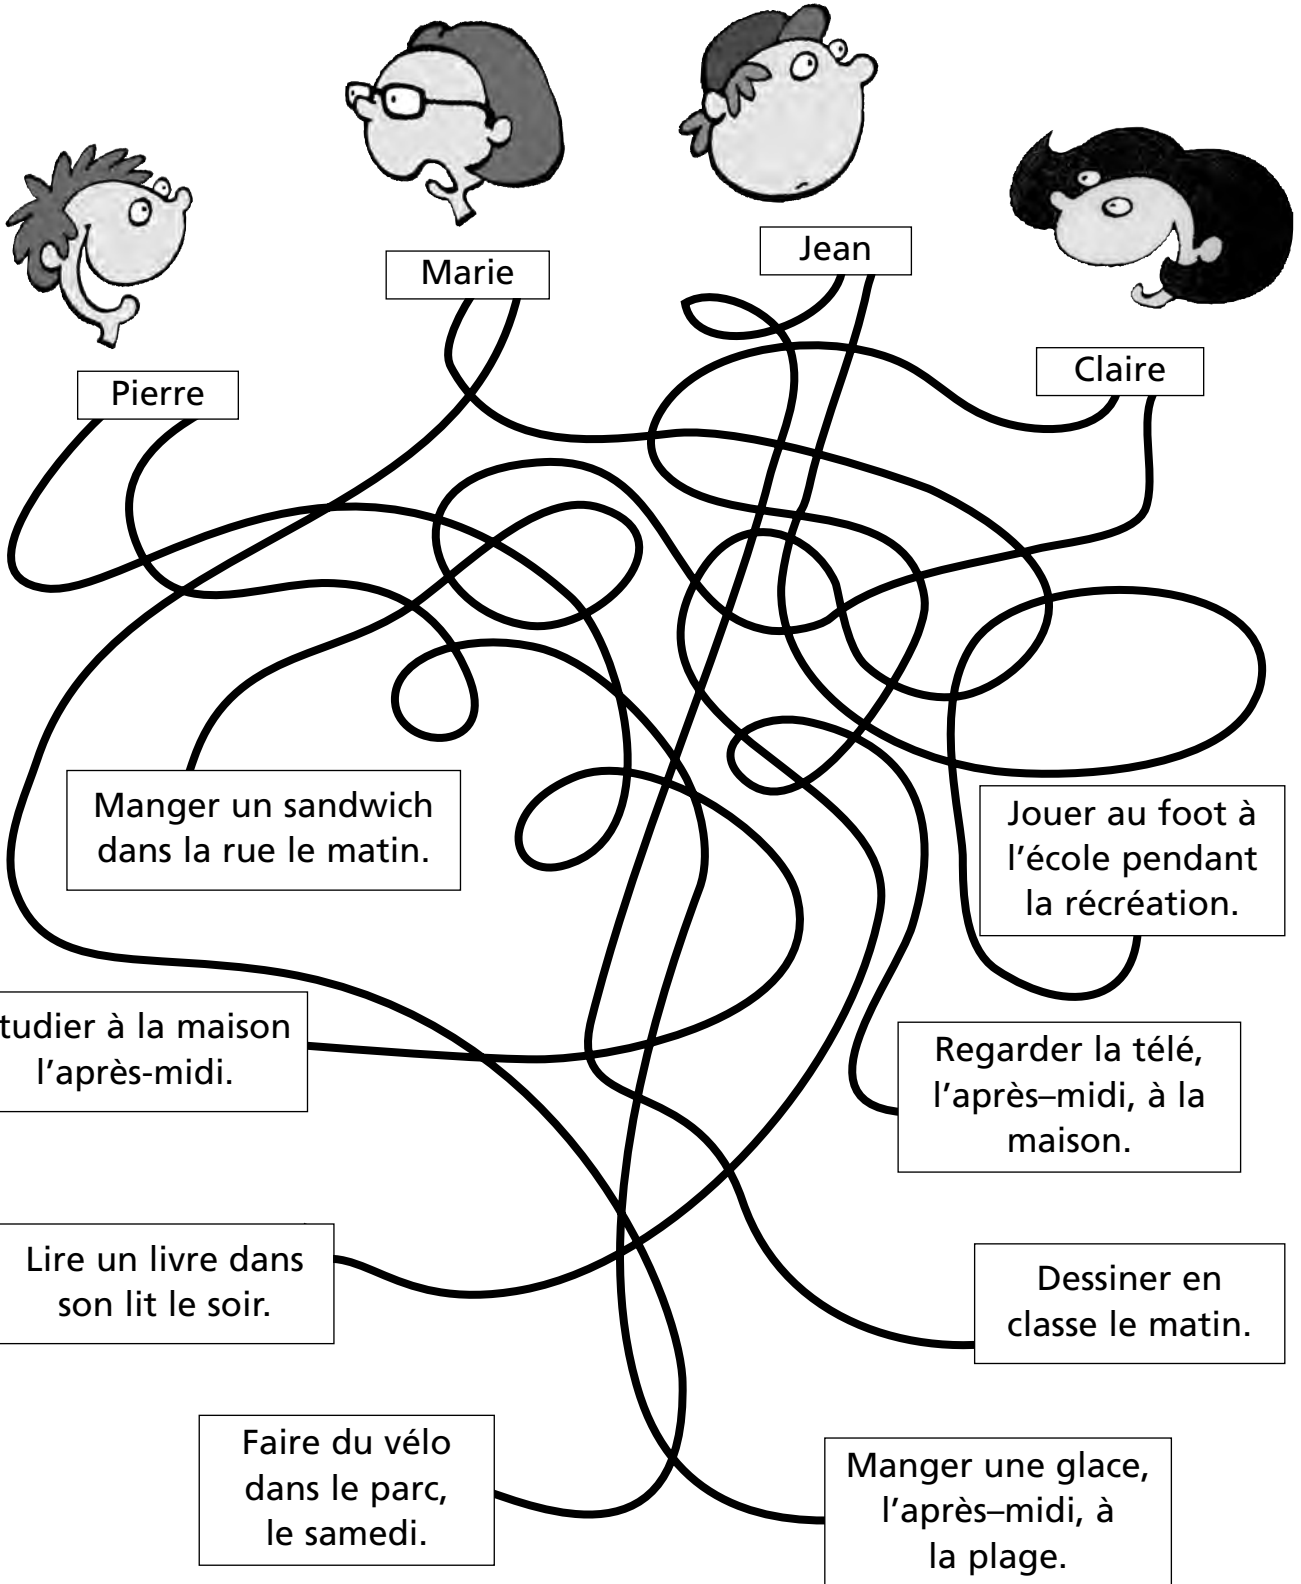 Marie
Jean
Claire
Pierre
Manger un sandwich
dans la rue le matin.
Jouer au foot à
l'école pendant
la récréation.
tudier à la maison
l'après-midi.
Regarder la télé,
l'après–midi, à la
maison.
Lire un livre dans
son lit le soir.
Dessiner en
classe le matin.
Faire du vélo
dans le parc,
le samedi.
Manger une glace,
l'après–midi, à
la plage.